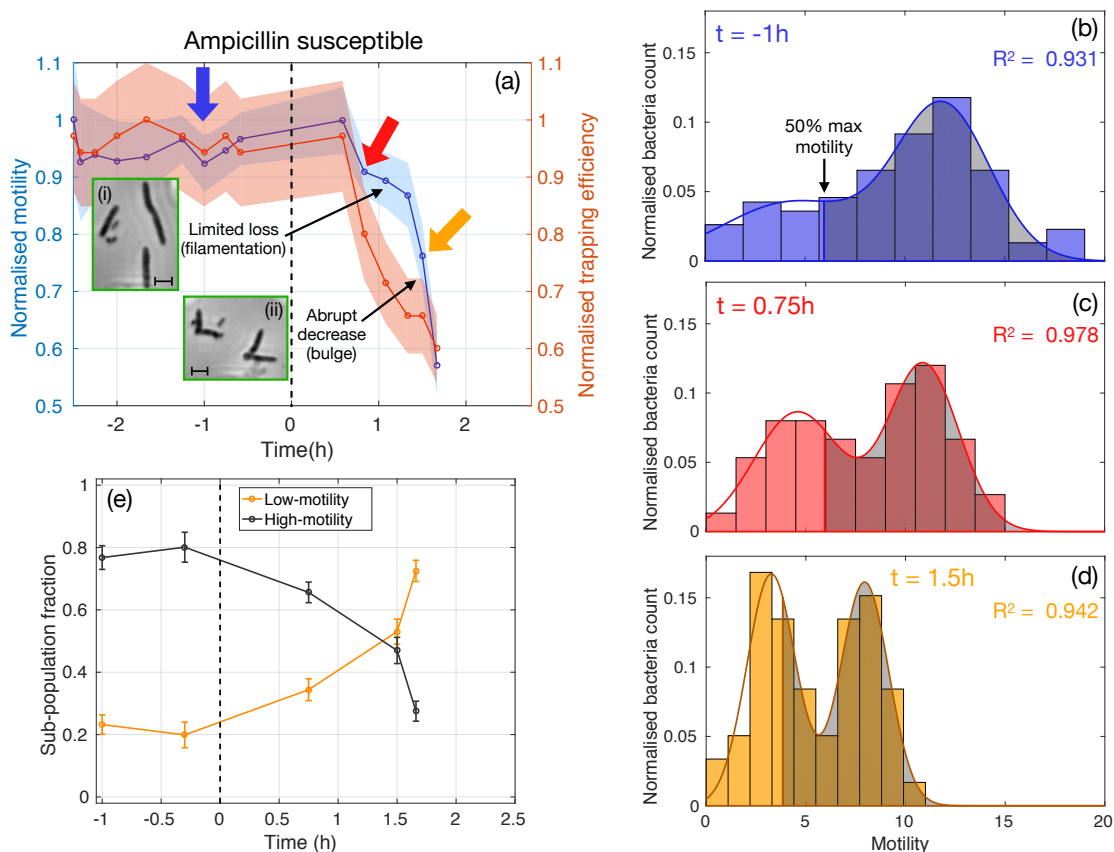 Ampicillin susceptible
(a)
1.1
1
0.9
0.8
0.7
0.6
0.5
Normalised motility
1.1
1
0.9
0.8
0.7
0.6
0.5
Normalised trapping efficiency
(i)
(ii)
Limited loss
(filamentation)
Abrupt
decrease
(bulge)
-2
-1
0
1
2
Time(h)
(b)
t = -1h
R² = 0.931
50% max
motility
0.15
0.1
0.05
0
Normalised bacteria count
(c)
t = 0.75h
R² = 0.978
0.15
0.1
0.05
0
Normalised bacteria count
(d)
t = 1.5h
R² = 0.942
0.15
0.1
0.05
0
Normalised bacteria count
0
5
10
15
20
Motility
(e)
Low-motility
High-motility
1
0.8
0.6
0.4
0.2
0
Sub-population fraction
-1
-0.5
0
0.5
1
1.5
2
2.5
Time (h)